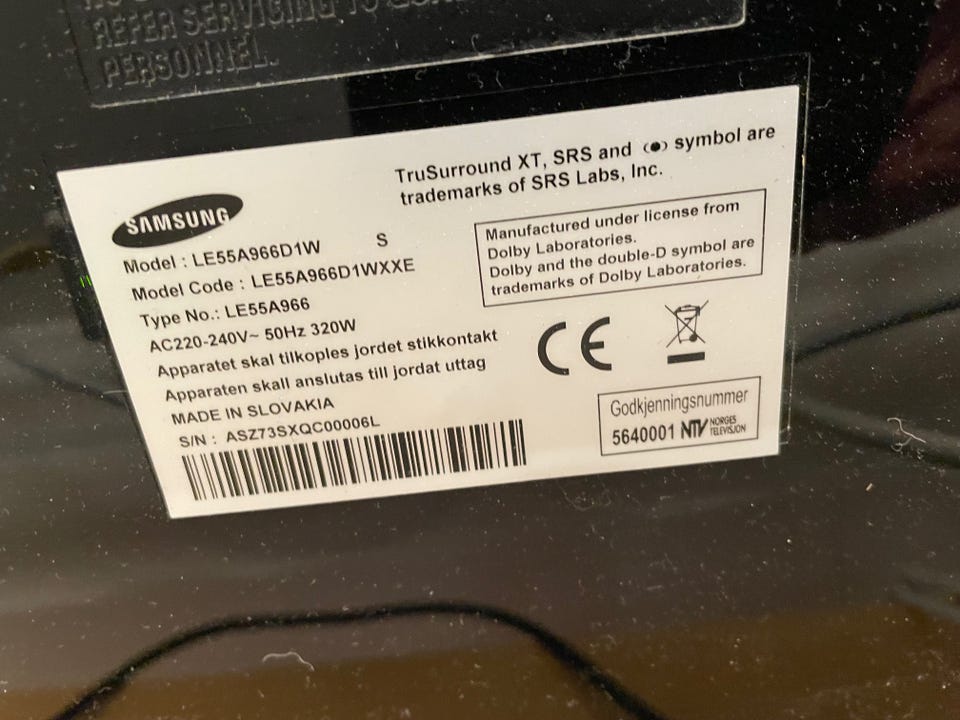 REFER SERVICING TO
PERSONNEL.
TruSurround XT, SRS and (●) symbol are
trademarks of SRS Labs, Inc.
SAMSUNG
Model : LE55A966D1W S
Model Code : LE55A966D1WXXE
Type No.: LE55A966
AC220-240V~ 50Hz 320W
Apparatet skal tilkoples jordet stikkontakt
Apparaten skall anslutas till jordat uttag
MADE IN SLOVAKIA
S/N : ASZ73SXQC00006L
Manufactured under license from
Dolby Laboratories.
Dolby and the double-D symbol are
trademarks of Dolby Laboratories.
CE
Godkjenningsnummer
5640001 NTV NORGES
TELEVISJON